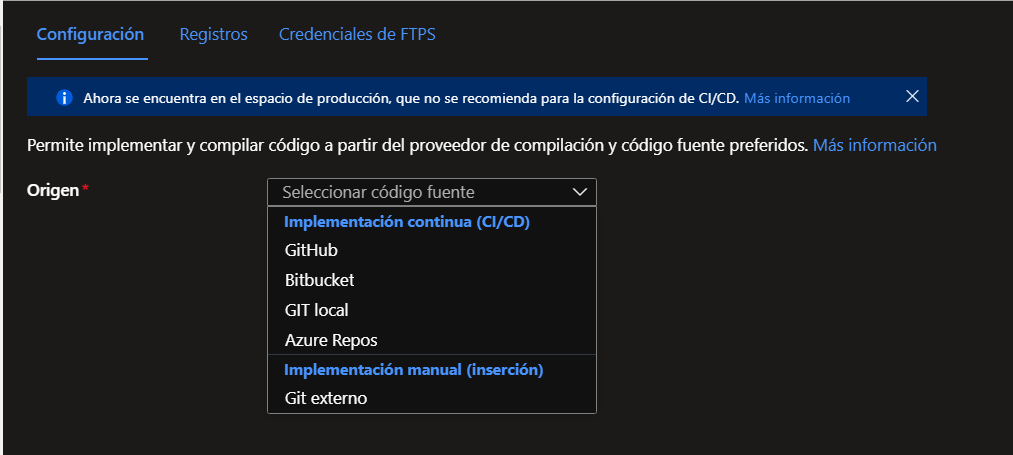 Configuración Registros Credenciales de FTPS
Ahora se encuentra en el espacio de producción, que no se recomienda para la configuración de CI/CD. Más información
Permite implementar y compilar código a partir del proveedor de compilación y código fuente preferidos. Más información
Origen * Seleccionar código fuente
Implementación continua (CI/CD)
GitHub
Bitbucket
GIT local
Azure Repos
Implementación manual (inserción)
Git externo